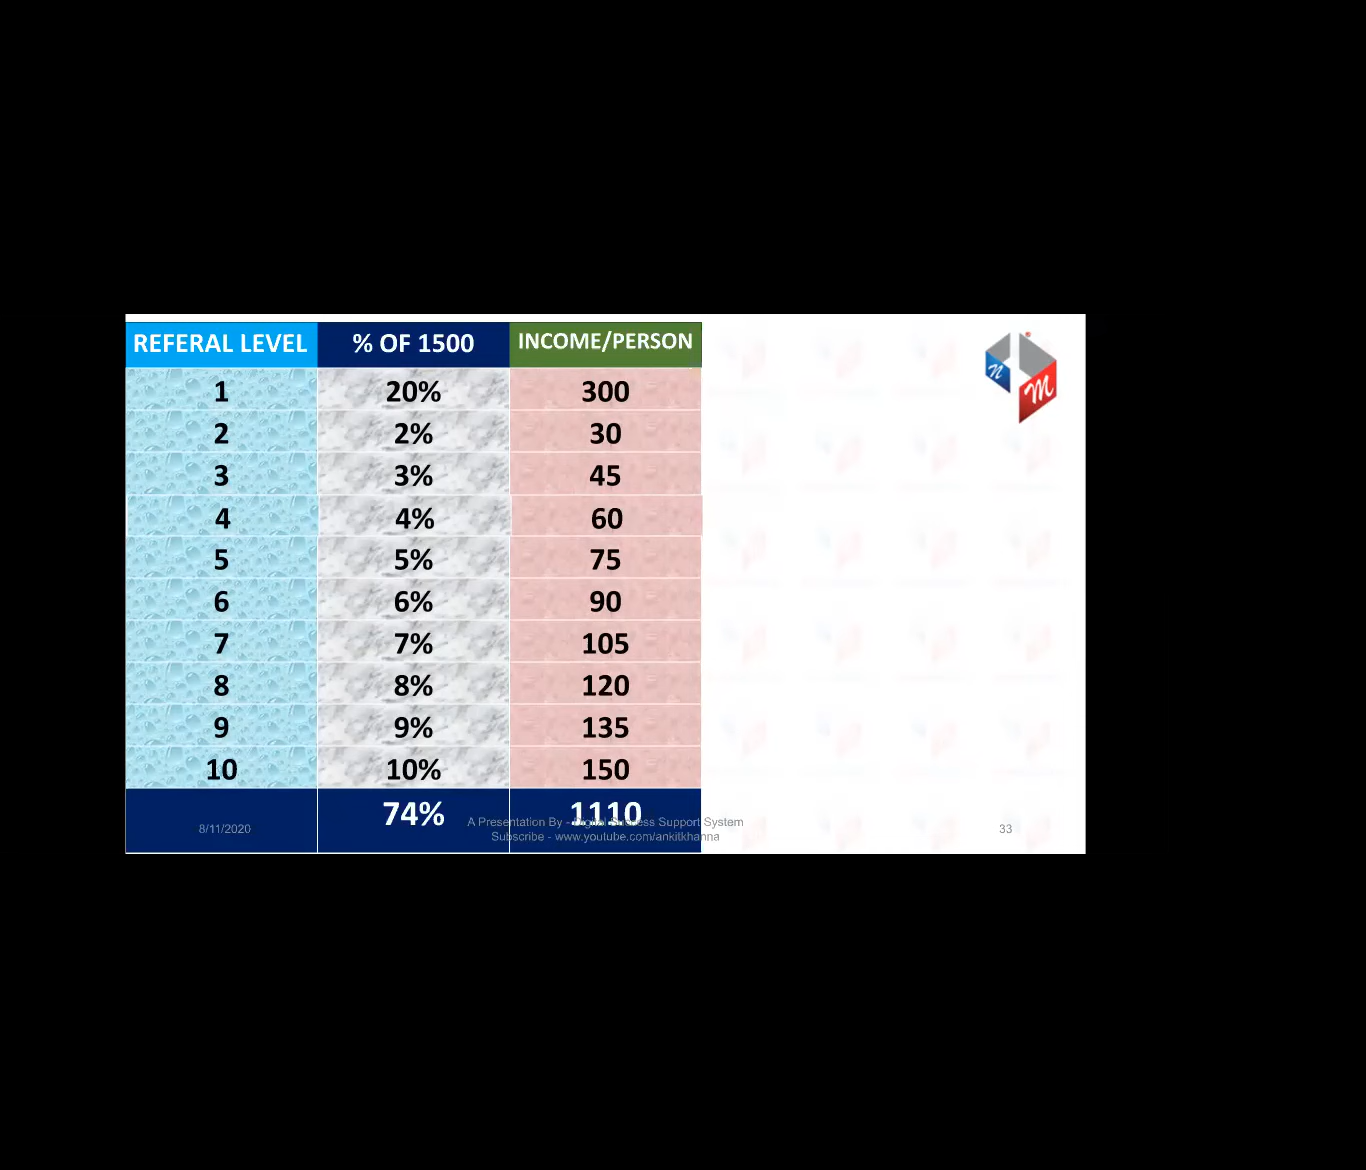 REFERAL LEVEL % OF 1500 INCOME/PERSON
1 20% 300
2 2% 30
3 3% 45
4 4% 60
5 5% 75
6 6% 90
7 7% 105
8 8% 120
9 9% 135
10 10% 150
74% 1110
8/11/2020
A Presentation By - Digital Success Support System
Subscribe - www.youtube.com/ankitkhanna
33
n
m